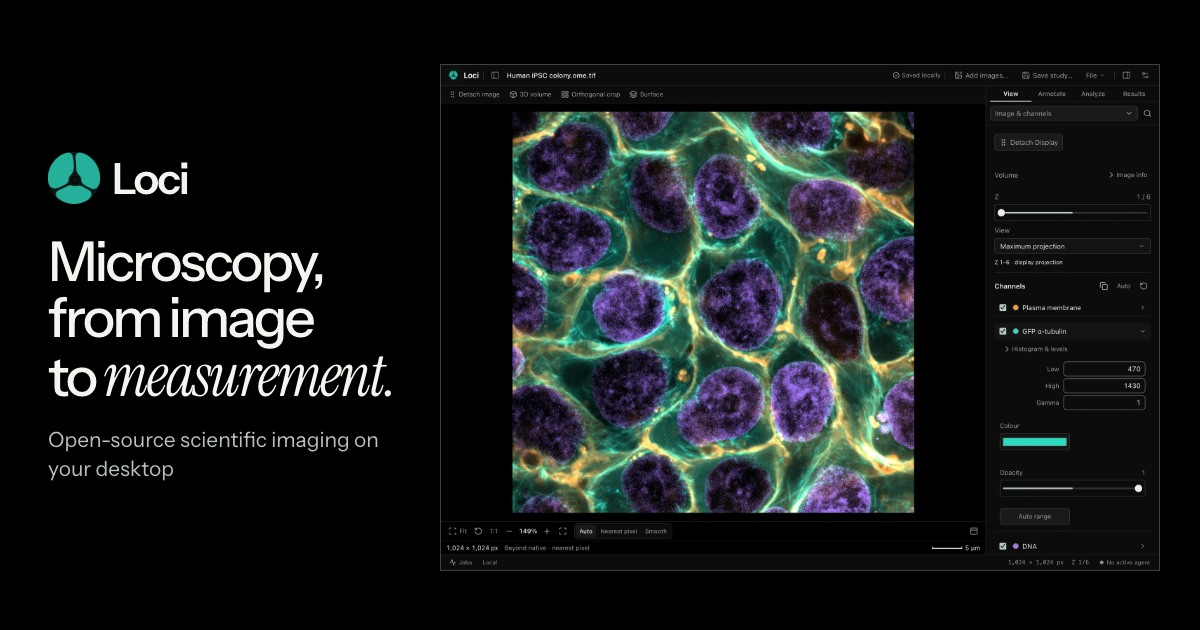 Loci
Microscopy,
from image
to measurement.
Open-source scientific imaging on
your desktop
Loci
Human iPSC colony.ome.tif
Saved locally
Add images...
Save study...
File
Detach image
3D volume
Orthogonal crop
Surface
View
Annotate
Analyze
Results
Image & channels
Detach Display
Volume
Image info
Z
1 / 6
View
Maximum projection
Z 1–6 · display projection
Channels
Auto
Plasma membrane
GFP α-tubulin
Histogram & levels
Low
470
High
1430
Gamma
1
Colour
Opacity
1
Auto range
DNA
Fit
1:1
149%
Auto
Nearest pixel
Smooth
1,024 × 1,024 px
Beyond native · nearest pixel
5 µm
Jobs
Local
1,024 × 1,024 px
Z 1/6
No active agent